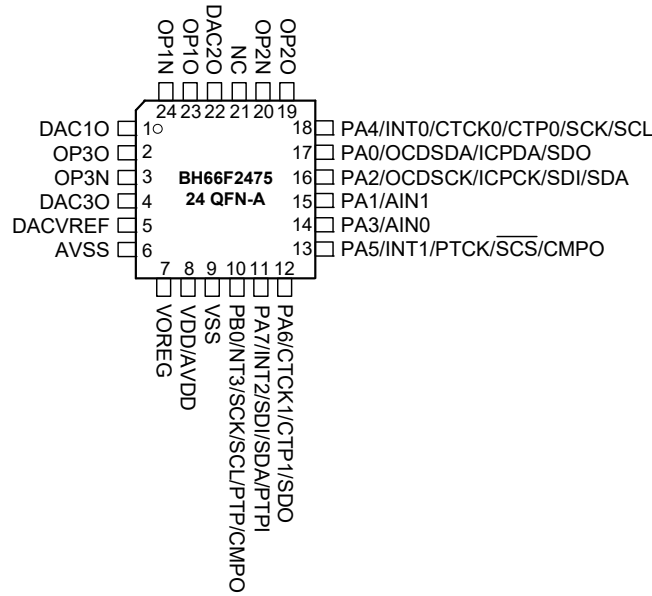 OP1N
OP1O
DAC2O
NC
OP2N
OP2O
24 23 22 21 20 19
DAC1O 1
OP3O 2
OP3N 3
DAC3O 4
DACVREF 5
AVSS 6
BH66F2475
24 QFN-A
18 PA4/INT0/CTCK0/CTP0/SCK/SCL
17 PA0/OCDSDA/ICPDA/SDO
16 PA2/OCDSCK/ICPCK/SDI/SDA
15 PA1/AIN1
14 PA3/AIN0
13 PA5/INT1/PTCK/SCS/CMPO
7 8 9 10 11 12
VOREG
VDD/AVDD
VSS
PB0/NT3/SCK/SCL/PTP/CMPO
PA7/INT2/SDI/SDA/PTPI
PA6/CTCK1/CTP1/SDO